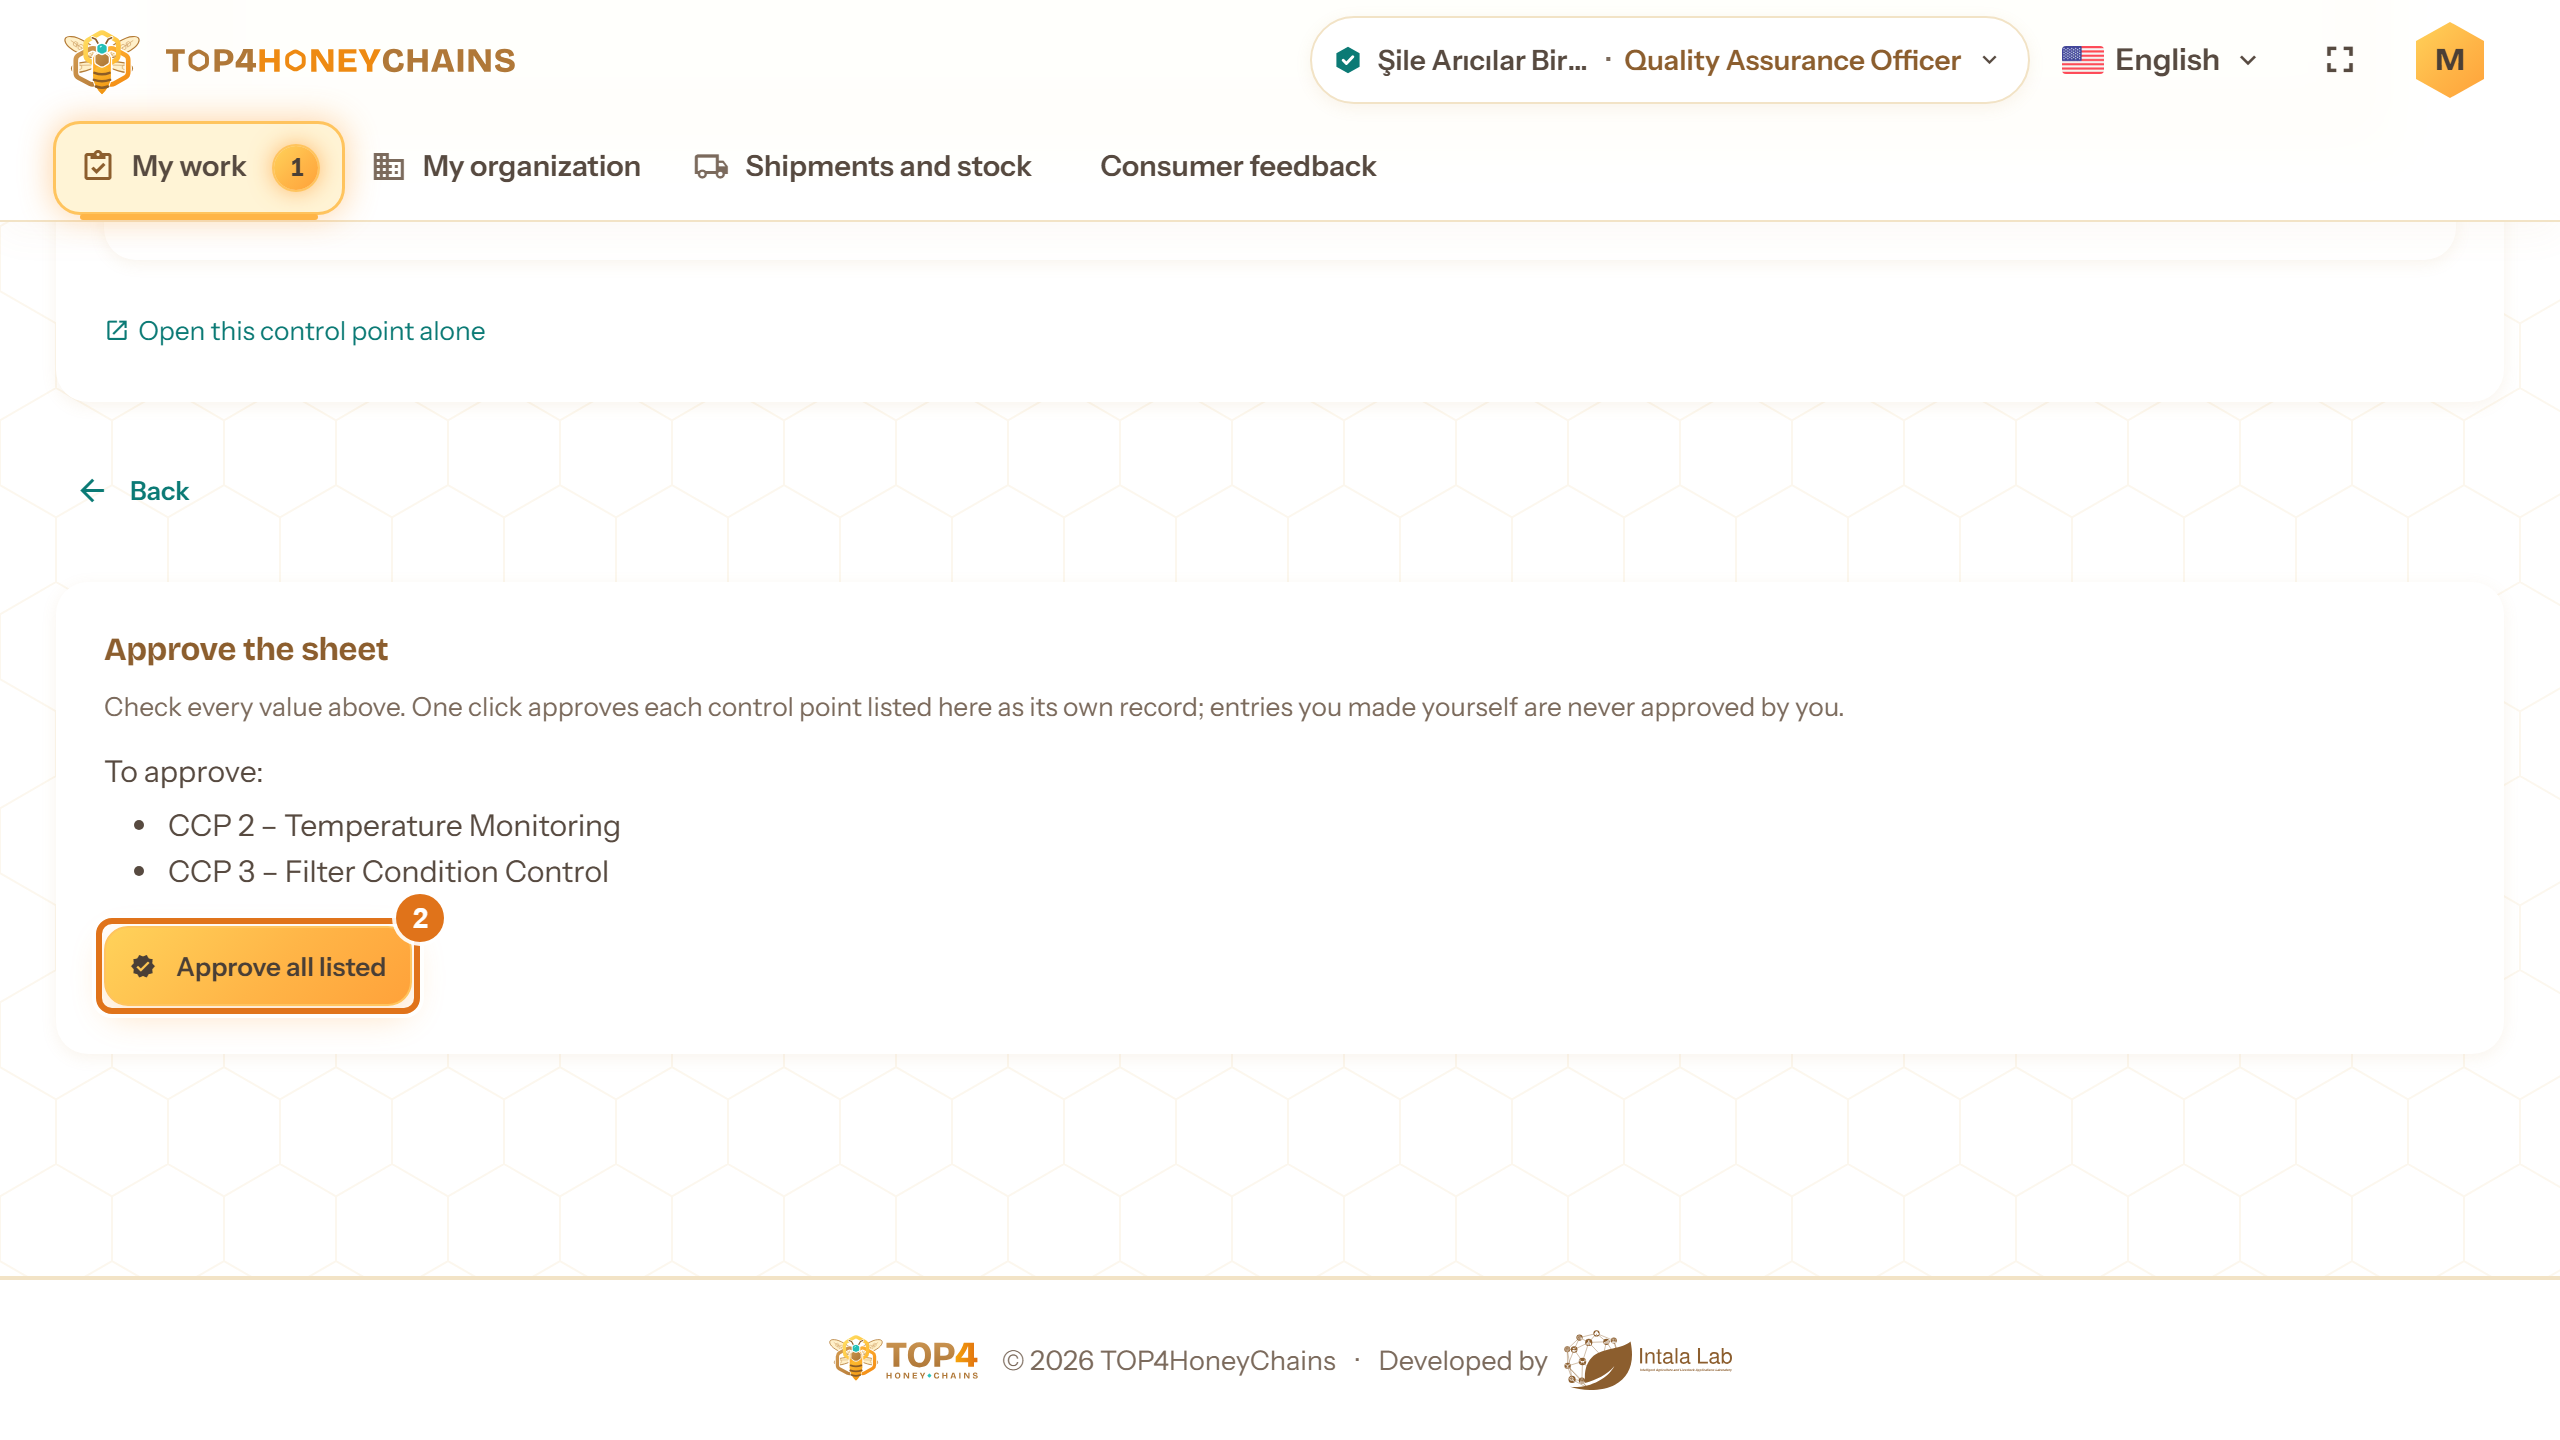 TOP4HONEYCHAINS
Şile Arıcılar Bir... · Quality Assurance Officer
English
M
My work 1
My organization
Shipments and stock
Consumer feedback
Open this control point alone
Back
Approve the sheet
Check every value above. One click approves each control point listed here as its own record; entries you made yourself are never approved by you.
To approve:
• CCP 2 – Temperature Monitoring
• CCP 3 – Filter Condition Control
2
Approve all listed
TOP4
HONEY•CHAINS
© 2026 TOP4HoneyChains · Developed by
Intala Lab